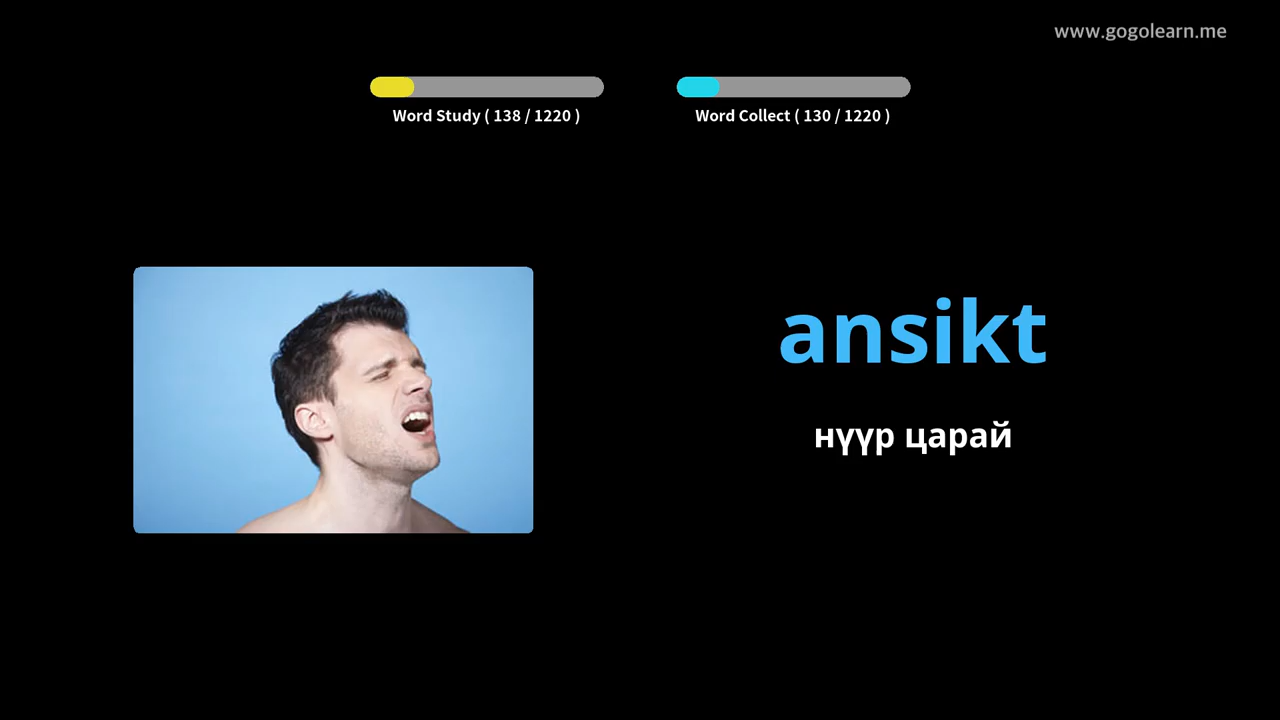 www.gogolearn.me
Word Study ( 138 / 1220 )
Word Collect ( 130 / 1220 )
ansikt
нүүр царай